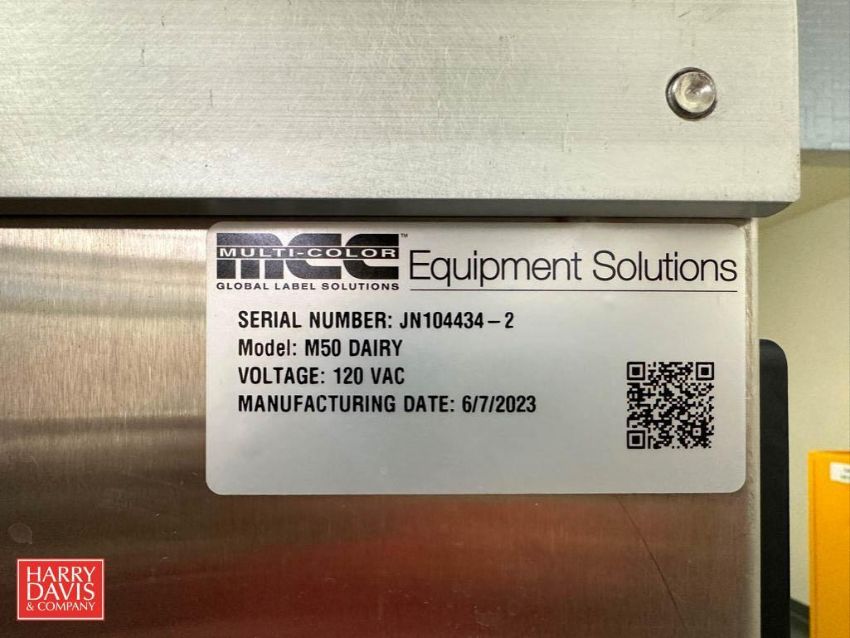 MCC™
MULTI-COLOR
GLOBAL LABEL SOLUTIONS
Equipment Solutions
SERIAL NUMBER: JN104434-2
Model: M50 DAIRY
VOLTAGE: 120 VAC
MANUFACTURING DATE: 6/7/2023
HARRY
DAVIS
& COMPANY